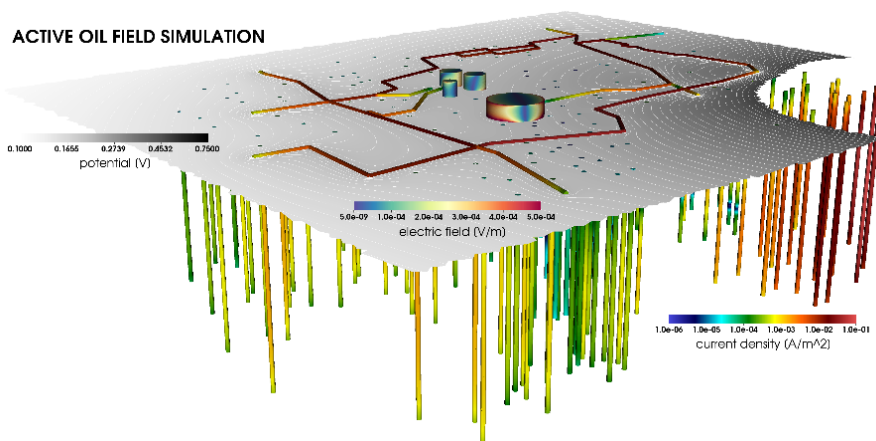 ACTIVE OIL FIELD SIMULATION
0.1000 0.1655 0.2739 0.4532 0.7500
potential (V)
5.0e-09 1.0e-04 2.0e-04 3.0e-04 4.0e-04 5.0e-04
electric field (V/m)
1.0e-06 1.0e-05 1.0e-04 1.0e-03 1.0e-02 1.0e-01
current density (A/m^2)